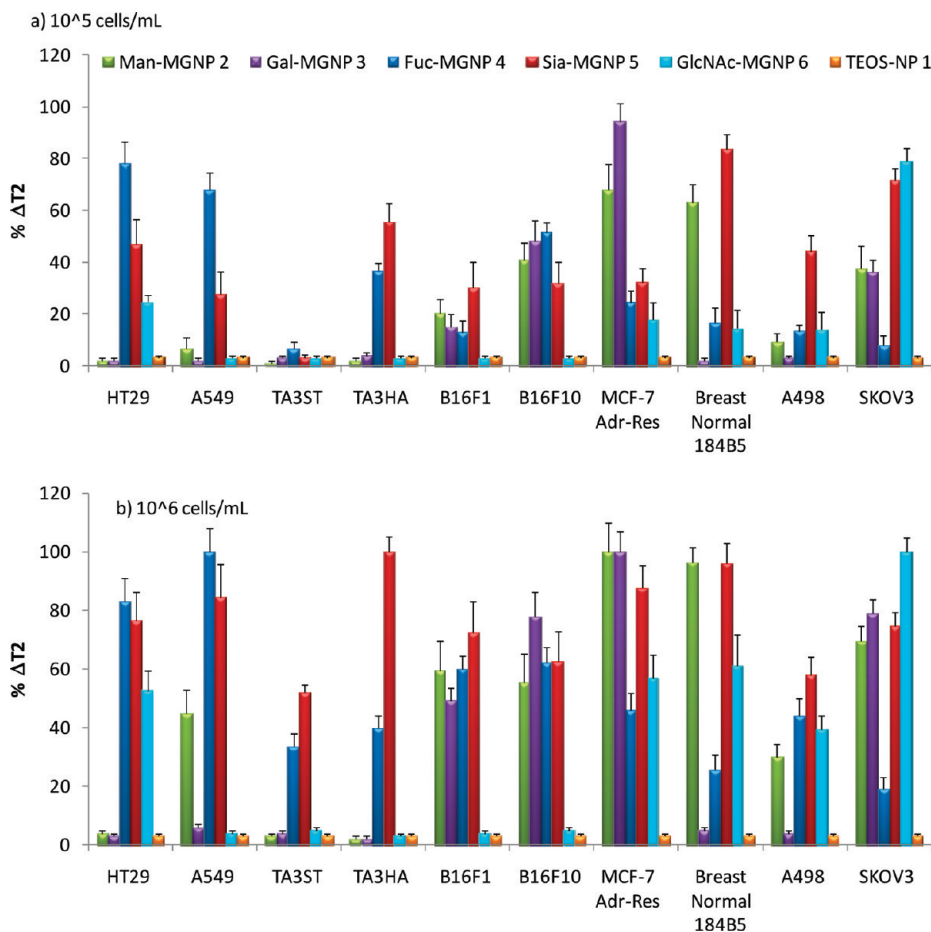 a) 10^5 cells/mL
Man-MGNP 2 Gal-MGNP 3 Fuc-MGNP 4 Sia-MGNP 5 GlcNAc-MGNP 6 TEOS-NP 1
120
100
80
60
40
20
0
% ΔT2
HT29 A549 TA3ST TA3HA B16F1 B16F10 MCF-7 Breast A498 SKOV3
Adr-Res Normal
184B5
b) 10^6 cells/mL
120
100
80
60
40
20
0
% ΔT2
HT29 A549 TA3ST TA3HA B16F1 B16F10 MCF-7 Breast A498 SKOV3
Adr-Res Normal
184B5